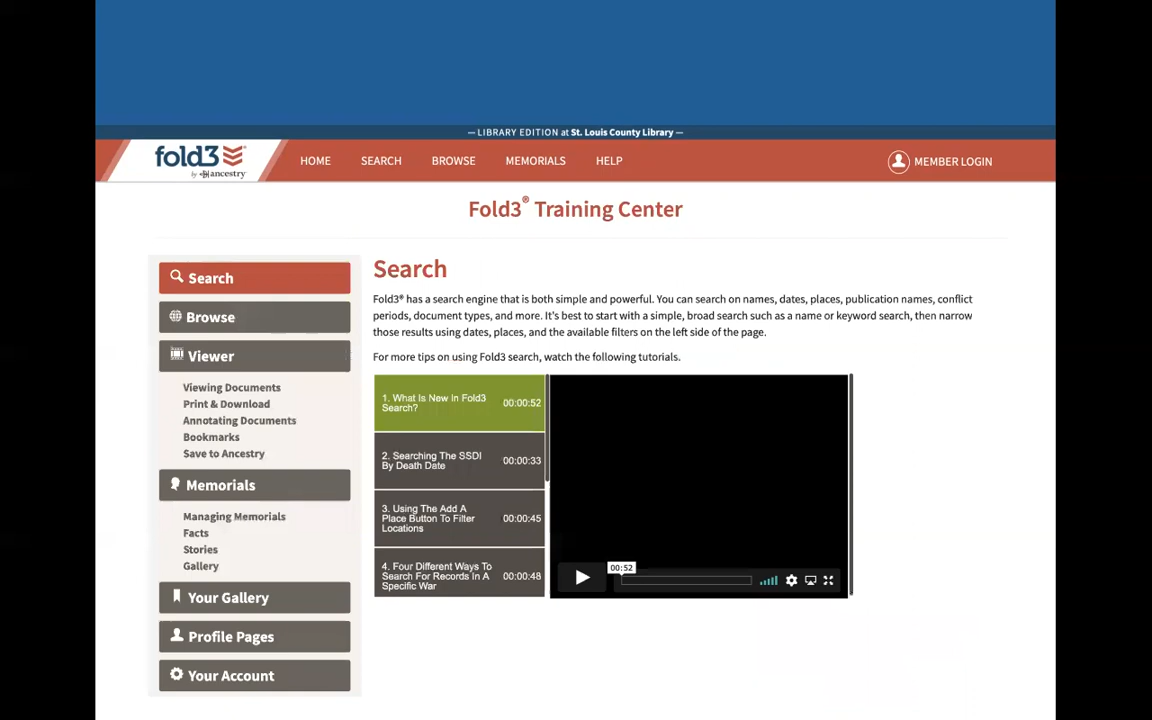 — LIBRARY EDITION at St. Louis County Library —
fold3®
by ancestry
HOME
SEARCH
BROWSE
MEMORIALS
HELP
MEMBER LOGIN
Fold3® Training Center
Search
Browse
Viewer
Viewing Documents
Print & Download
Annotating Documents
Bookmarks
Save to Ancestry
Memorials
Managing Memorials
Facts
Stories
Gallery
Your Gallery
Profile Pages
Your Account
Search
Fold3® has a search engine that is both simple and powerful. You can search on names, dates, places, publication names, conflict
periods, document types, and more. It's best to start with a simple, broad search such as a name or keyword search, then narrow
those results using dates, places, and the available filters on the left side of the page.
For more tips on using Fold3 search, watch the following tutorials.
1. What Is New In Fold3
Search?
00:00:52
2. Searching The SSDI
By Death Date
00:00:33
3. Using The Add A
Place Button To Filter
Locations
00:00:45
4. Four Different Ways To
Search For Records In A
Specific War
00:00:48
00:52